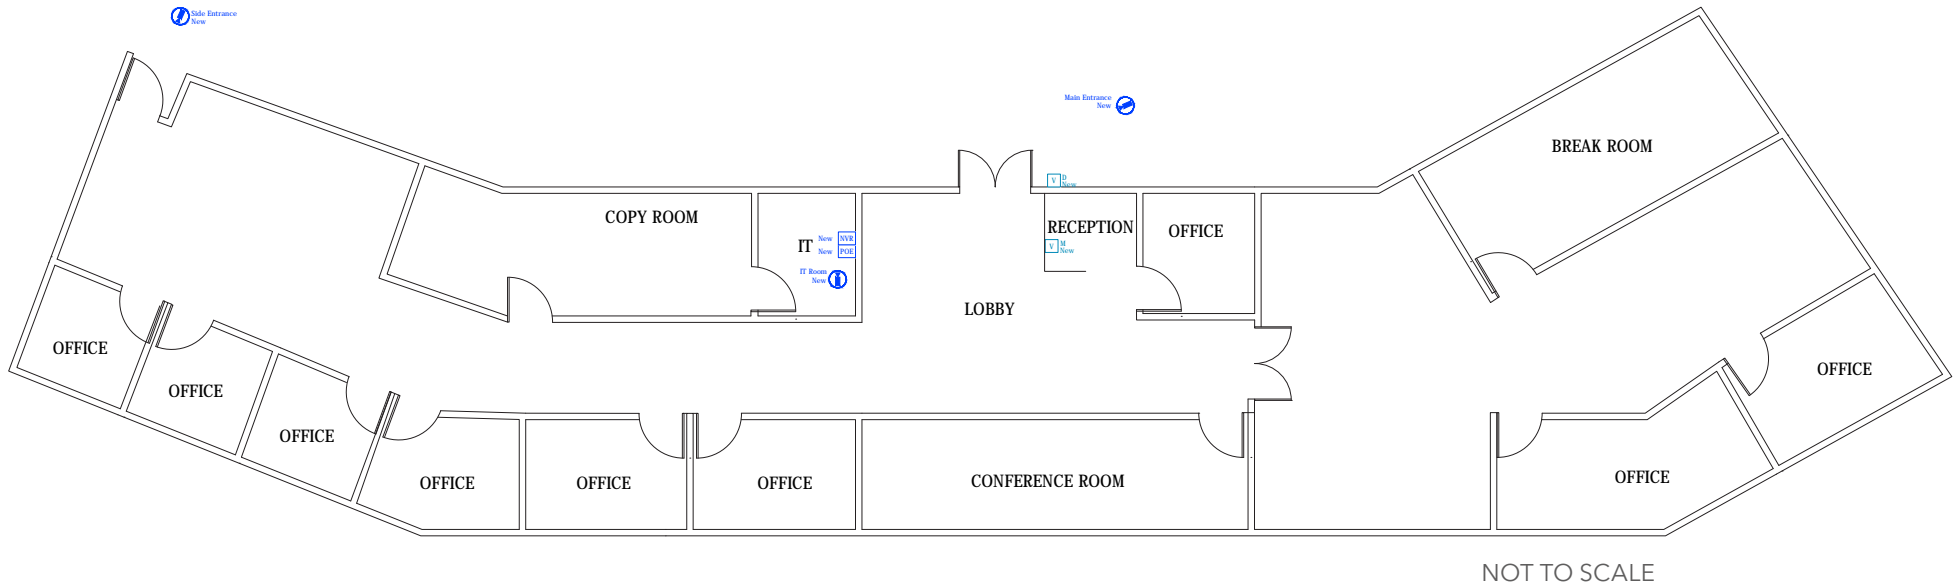 Side Entrance
New
Main Entrance
New
BREAK ROOM
V
D
New
COPY ROOM
RECEPTION
OFFICE
IT
New
NVR
New
POE
V
M
New
IT Room
New
LOBBY
OFFICE
OFFICE
OFFICE
OFFICE
OFFICE
OFFICE
CONFERENCE ROOM
OFFICE
OFFICE
NOT TO SCALE